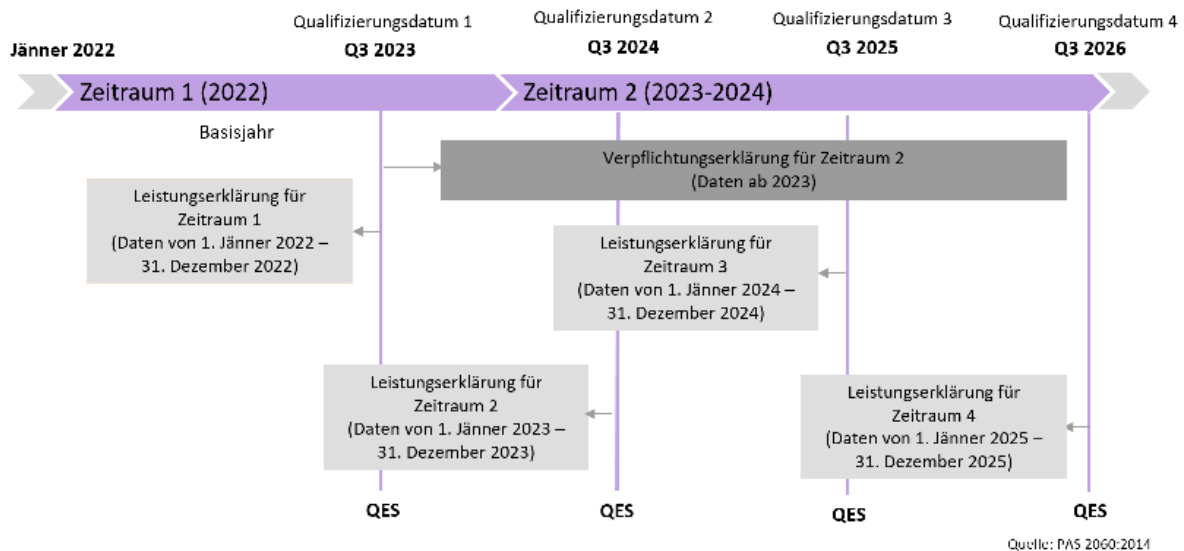 Qualifizierungsdatum 1
Qualifizierungsdatum 2
Qualifizierungsdatum 3
Qualifizierungsdatum 4
Jänner 2022
Q3 2023
Q3 2024
Q3 2025
Q3 2026
Zeitraum 1 (2022)
Zeitraum 2 (2023-2024)
Basisjahr
Verpflichtungserklärung für Zeitraum 2
(Daten ab 2023)
Leistungserklärung für
Zeitraum 1
(Daten von 1. Jänner 2022 –
31. Dezember 2022)
Leistungserklärung für
Zeitraum 3
(Daten von 1. Jänner 2024 –
31. Dezember 2024)
Leistungserklärung für
Zeitraum 2
(Daten von 1. Jänner 2023 –
31. Dezember 2023)
Leistungserklärung für
Zeitraum 4
(Daten von 1. Jänner 2025 –
31. Dezember 2025)
QES
QES
QES
QES
Quelle: PAS 2060:2014